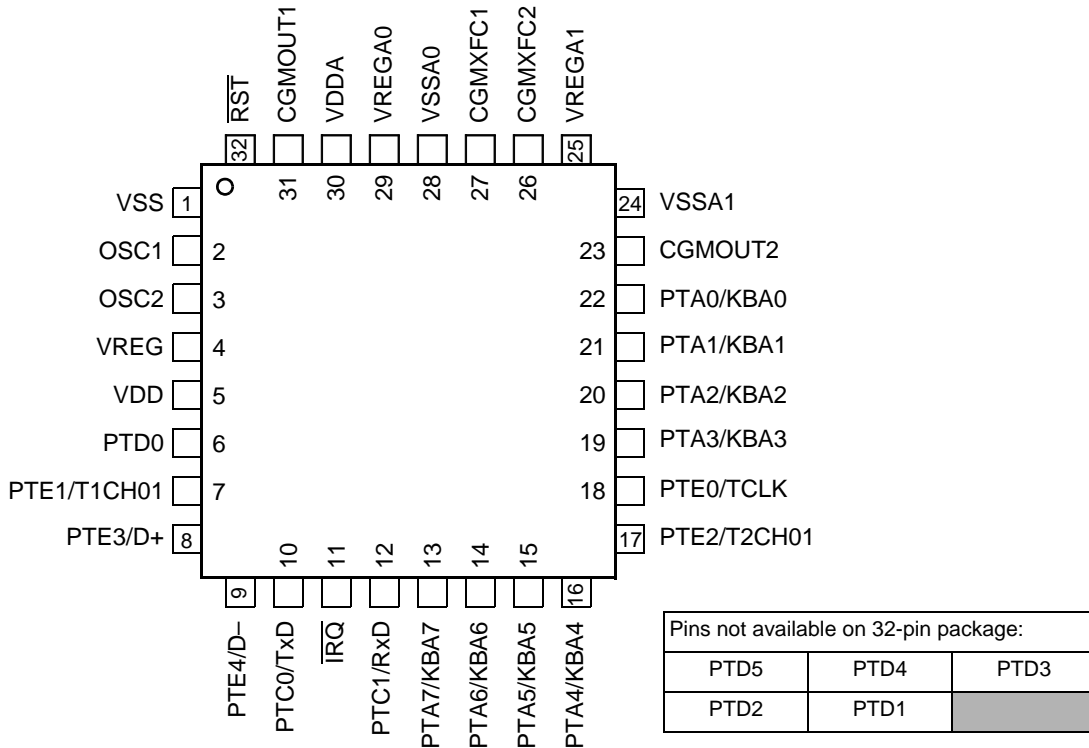 R̅S̅T̅
CGMOUT1
VDDA
VREGA0
VSSA0
CGMXFC1
CGMXFC2
VREGA1
32
31
30
29
28
27
26
25
VSS 1
OSC1 2
OSC2 3
VREG 4
VDD 5
PTD0 6
PTE1/T1CH01 7
PTE3/D+ 8
24 VSSA1
23 CGMOUT2
22 PTA0/KBA0
21 PTA1/KBA1
20 PTA2/KBA2
19 PTA3/KBA3
18 PTE0/TCLK
17 PTE2/T2CH01
9
10
11
12
13
14
15
16
PTE4/D–
PTC0/TxD
I̅R̅Q̅
PTC1/RxD
PTA7/KBA7
PTA6/KBA6
PTA5/KBA5
PTA4/KBA4
Pins not available on 32-pin package:
PTD5 PTD4 PTD3
PTD2 PTD1